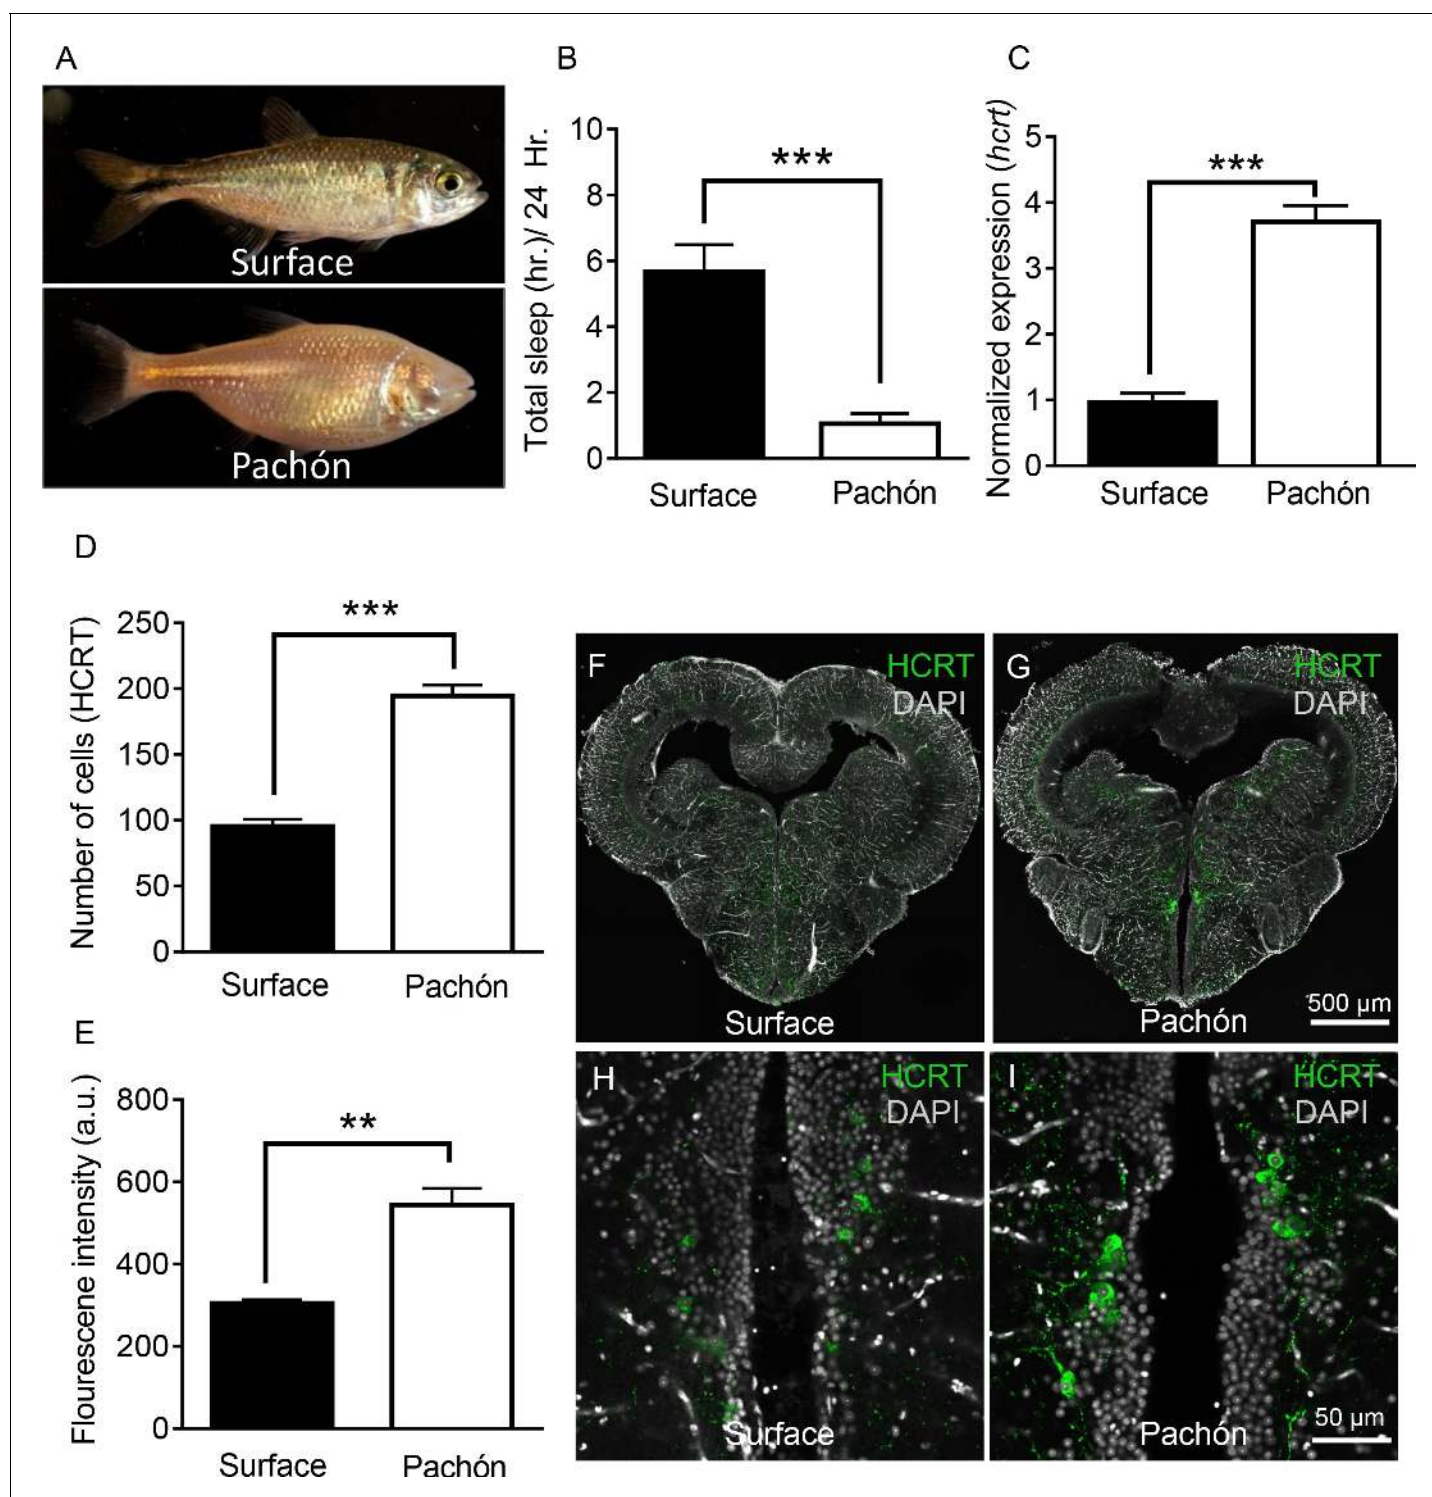 A
Surface
Pachón
B
Total sleep (hr.)/ 24 Hr.
10
8
6
4
2
0
***
Surface
Pachón
C
Normalized expression (hcrt)
5
4
3
2
1
0
***
Surface
Pachón
D
Number of cells (HCRT)
250
200
150
100
50
0
***
Surface
Pachón
E
Flourescene intensity (a.u.)
800
600
400
200
0
**
Surface
Pachón
F
HCRT
DAPI
Surface
G
HCRT
DAPI
Pachón
500 µm
H
HCRT
DAPI
Surface
I
HCRT
DAPI
Pachón
50 µm